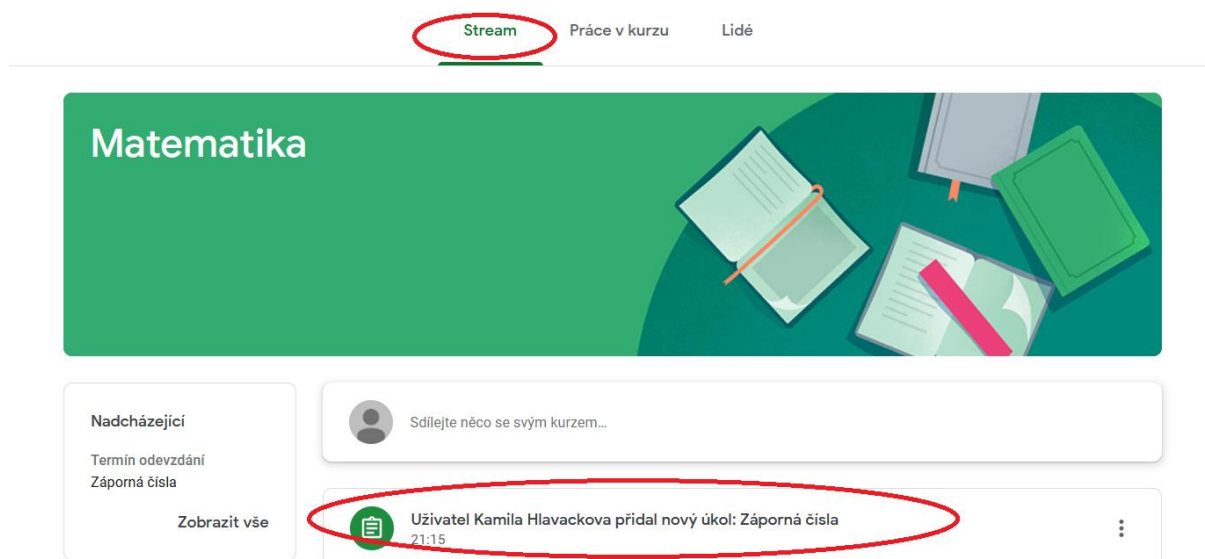 Stream Práce v kurzu Lidé
Matematika
Nadcházející
Termín odevzdání
Záporná čísla
Zobrazit vše
Sdílejte něco se svým kurzem...
Uživatel Kamila Hlavackova přidal nový úkol: Záporná čísla
21:15